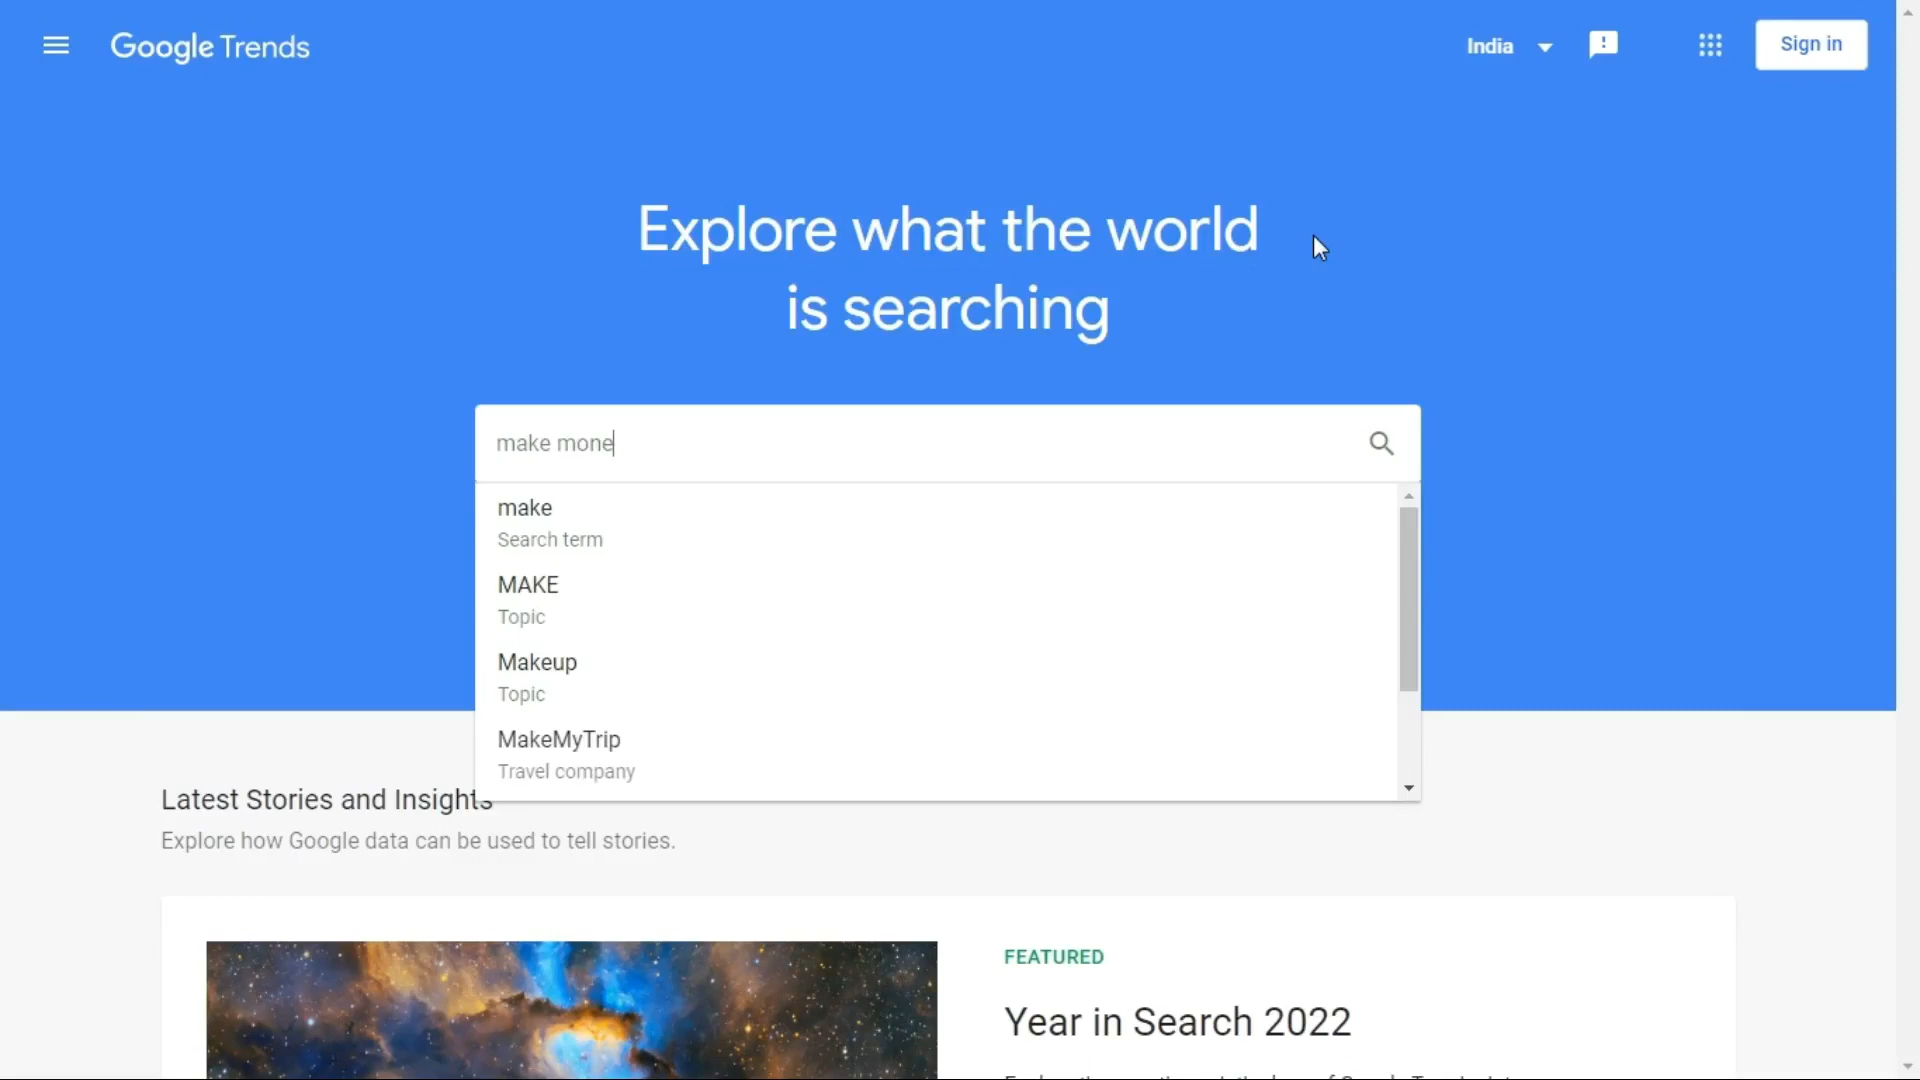 Google Trends
India
Sign in
Explore what the world
is searching
make mone
make
Search term
MAKE
Topic
Makeup
Topic
MakeMyTrip
Travel company
Latest Stories and Insights
Explore how Google data can be used to tell stories.
FEATURED
Year in Search 2022